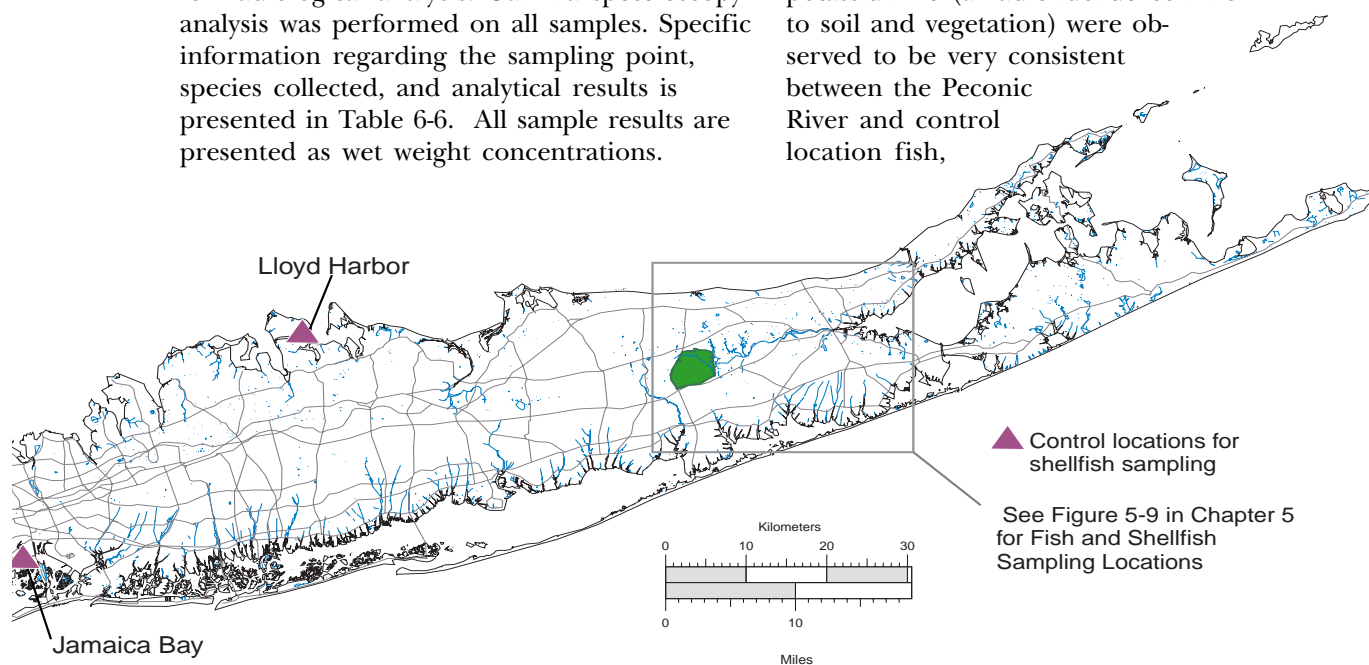 analysis was performed on all samples. Specific
information regarding the sampling point,
species collected, and analytical results is
presented in Table 6-6. All sample results are
presented as wet weight concentrations.
to soil and vegetation) were ob-
served to be very consistent
between the Peconic
River and control
location fish,
Lloyd Harbor
Jamaica Bay
Control locations for
shellfish sampling
See Figure 5-9 in Chapter 5
for Fish and Shellfish
Sampling Locations
Kilometers
0 10 20 30
0 10
Miles